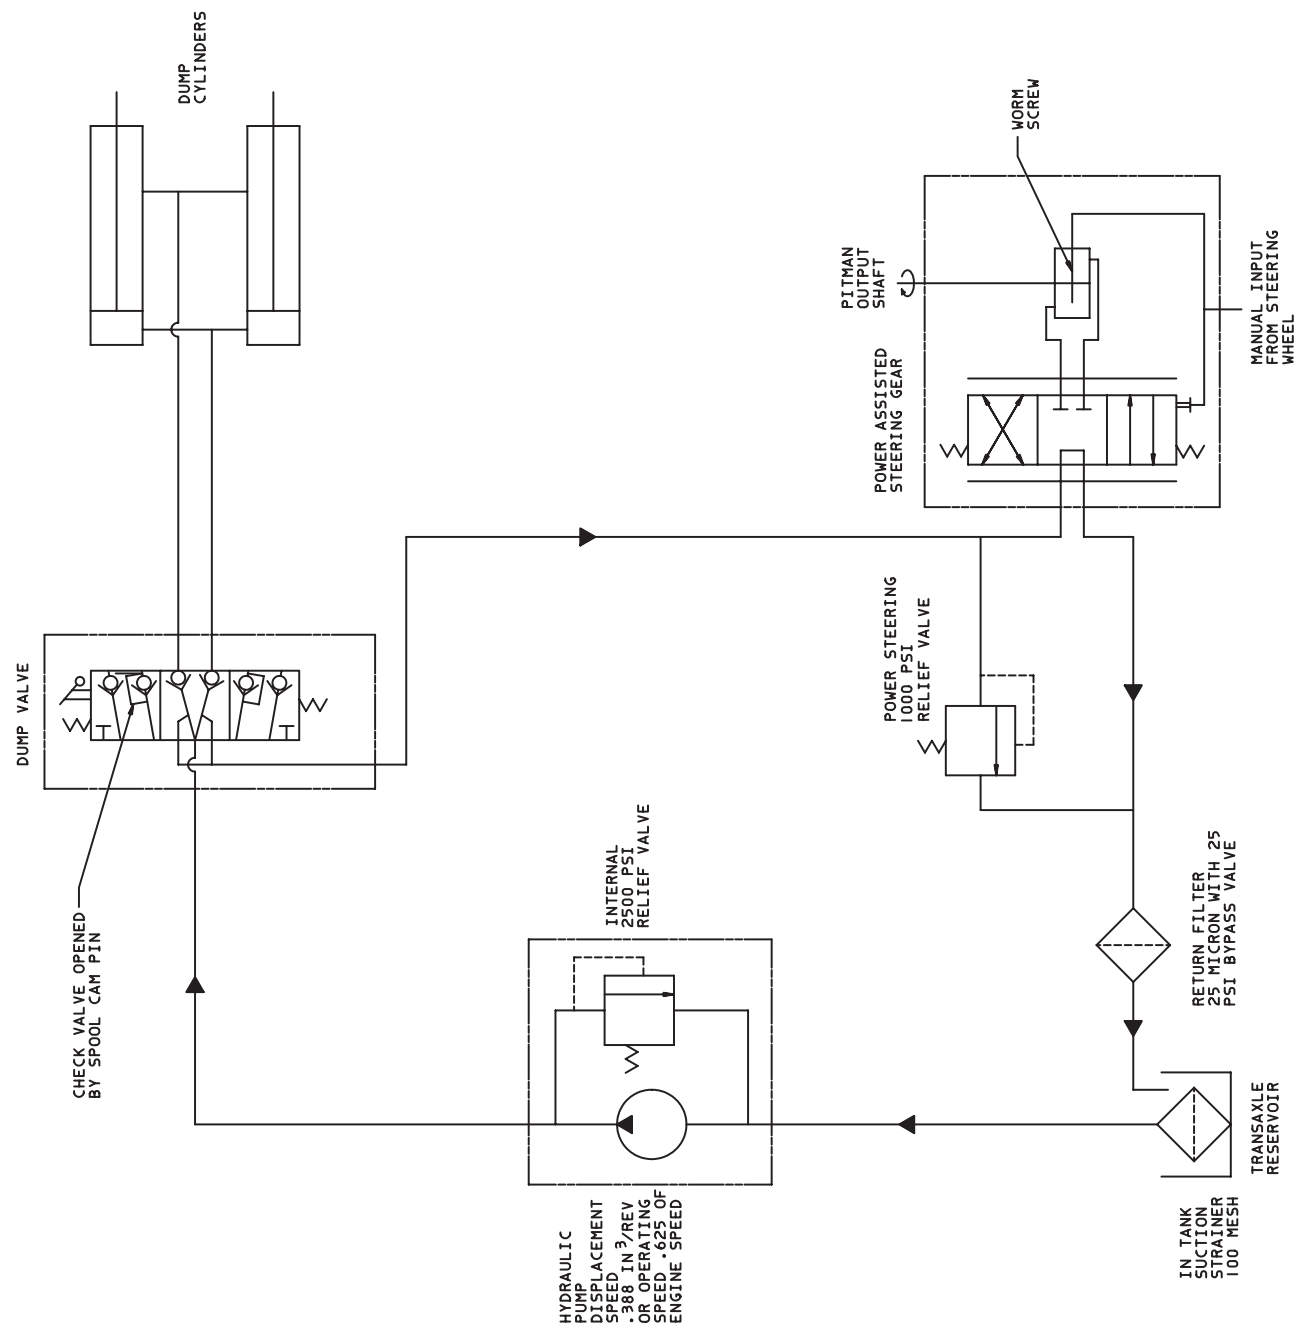 DUMP
CYLINDERS
DUMP VALVE
CHECK VALVE OPENED
BY SPOOL CAM PIN
WORM
SCREW
PITMAN
OUTPUT
SHAFT
MANUAL INPUT
FROM STEERING
WHEEL
POWER ASSISTED
STEERING GEAR
POWER STEERING
1000 PSI
RELIEF VALVE
INTERNAL
2500 PSI
RELIEF VALVE
RETURN FILTER
25 MICRON WITH 25
PSI BYPASS VALVE
HYDRAULIC
PUMP
DISPLACEMENT
SPEED
.388 IN³/REV
OR OPERATING
SPEED .625 OF
ENGINE SPEED
TRANSAXLE
RESERVOIR
IN TANK
SUCTION
STRAINER
100 MESH